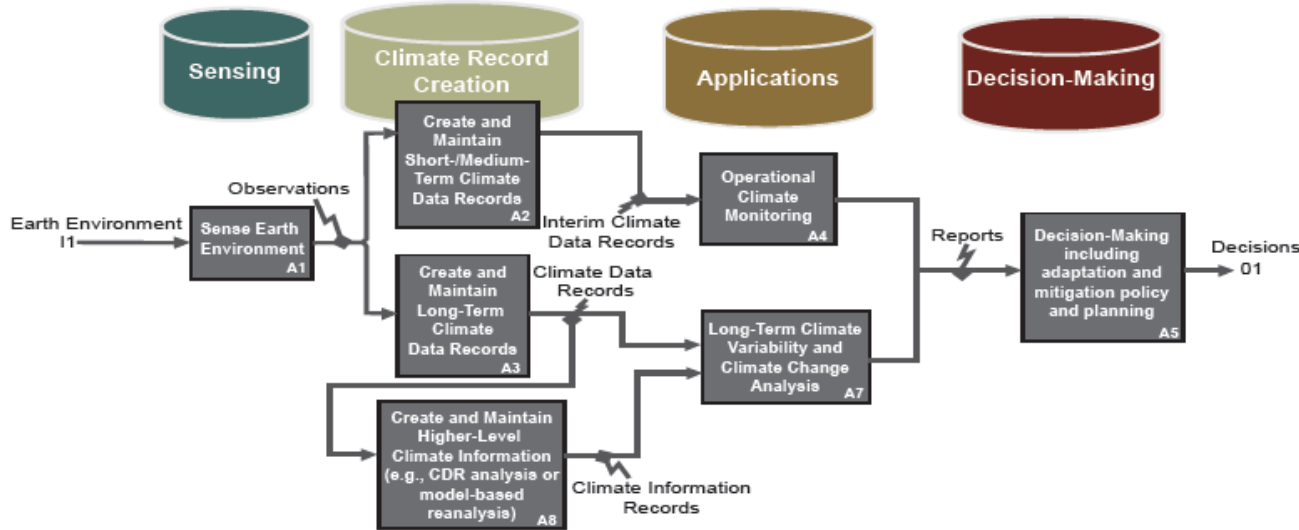 Sensing
Climate Record
Creation
Applications
Decision-Making
Create and
Maintain
Short-/Medium-
Term Climate
Data Records
A2
Observations
Earth Environment
I1
Sense Earth
Environment
A1
Interim Climate
Data Records
Operational
Climate
Monitoring
A4
Create and
Maintain
Long-Term
Climate
Data Records
A3
Climate Data
Records
Reports
Decision-Making
including
adaptation and
mitigation policy
and planning
A5
Decisions
01
Long-Term Climate
Variability and
Climate Change
Analysis
A7
Create and Maintain
Higher-Level
Climate Information
(e.g., CDR analysis or
model-based
reanalysis)
A8
Climate Information
Records